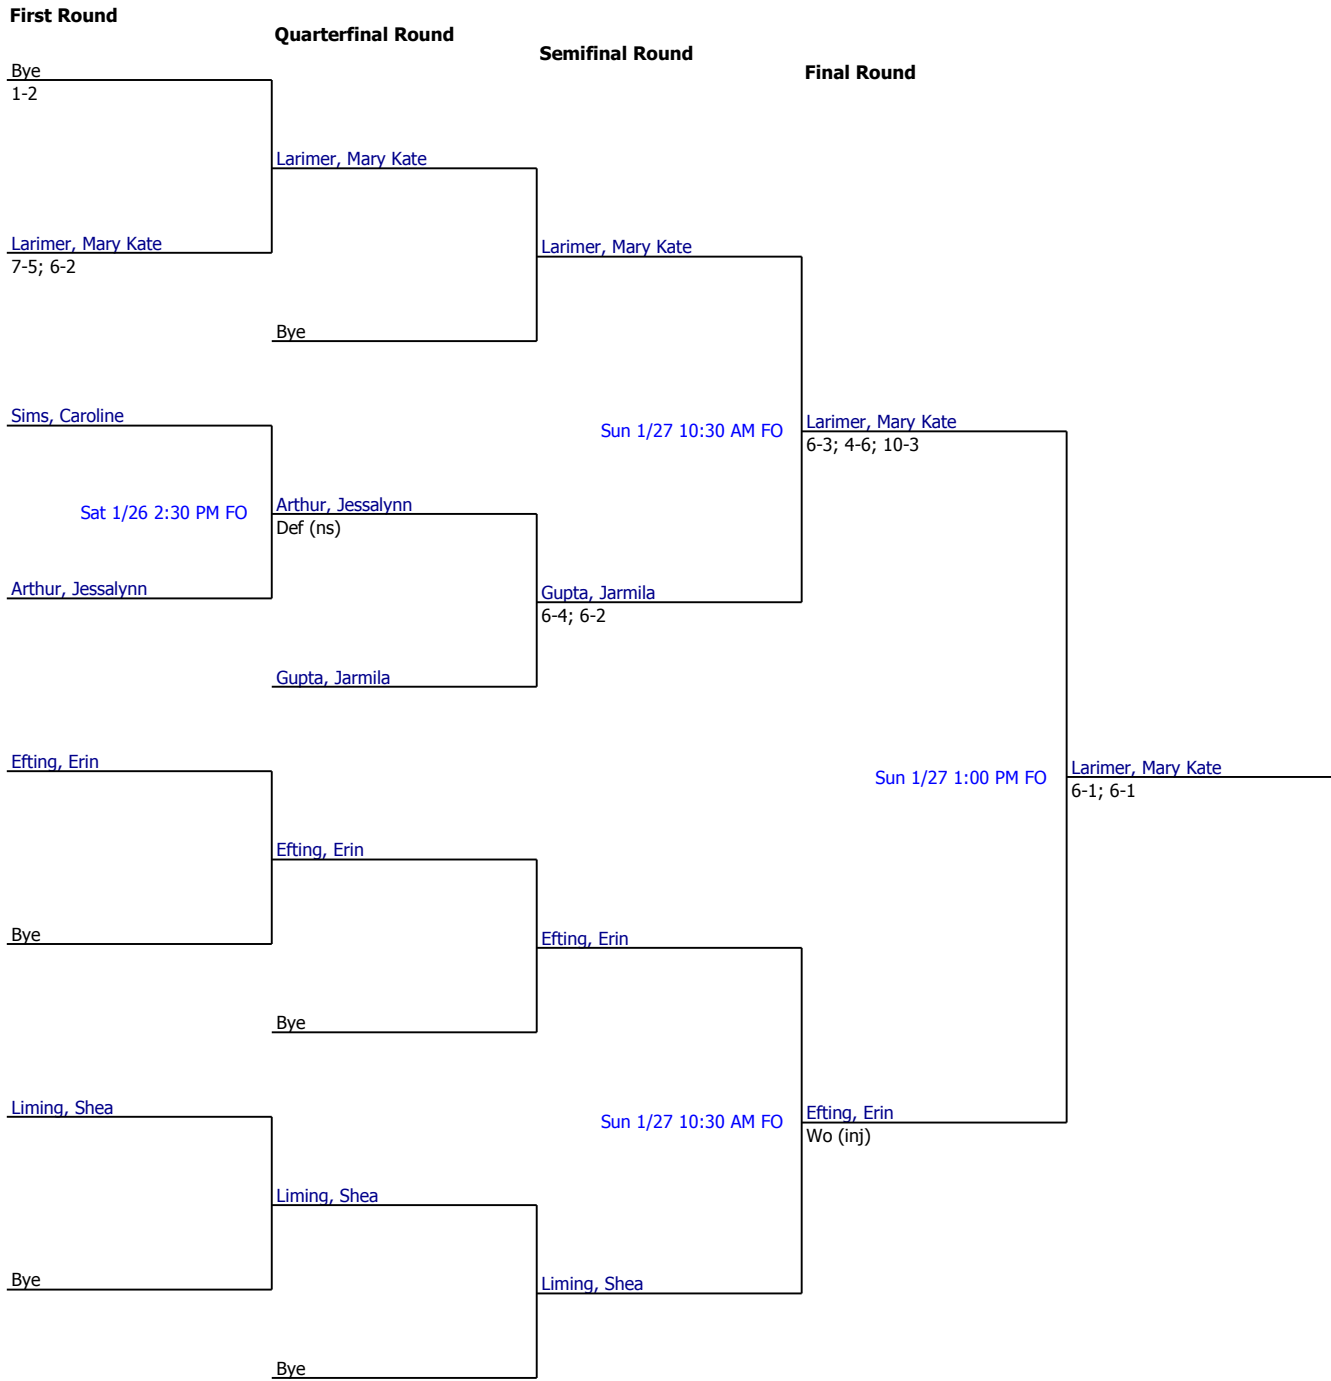 First Round
Quarterfinal Round
Semifinal Round
Final Round
Bye
1-2
Larimer, Mary Kate
Larimer, Mary Kate
7-5; 6-2
Larimer, Mary Kate
Bye
Sims, Caroline
Sun 1/27 10:30 AM FO
Larimer, Mary Kate
6-3; 4-6; 10-3
Sat 1/26 2:30 PM FO
Arthur, Jessalynn
Def (ns)
Arthur, Jessalynn
Gupta, Jarmila
6-4; 6-2
Gupta, Jarmila
Efting, Erin
Sun 1/27 1:00 PM FO
Larimer, Mary Kate
6-1; 6-1
Efting, Erin
Bye
Efting, Erin
Bye
Liming, Shea
Sun 1/27 10:30 AM FO
Efting, Erin
Wo (inj)
Liming, Shea
Bye
Liming, Shea
Bye